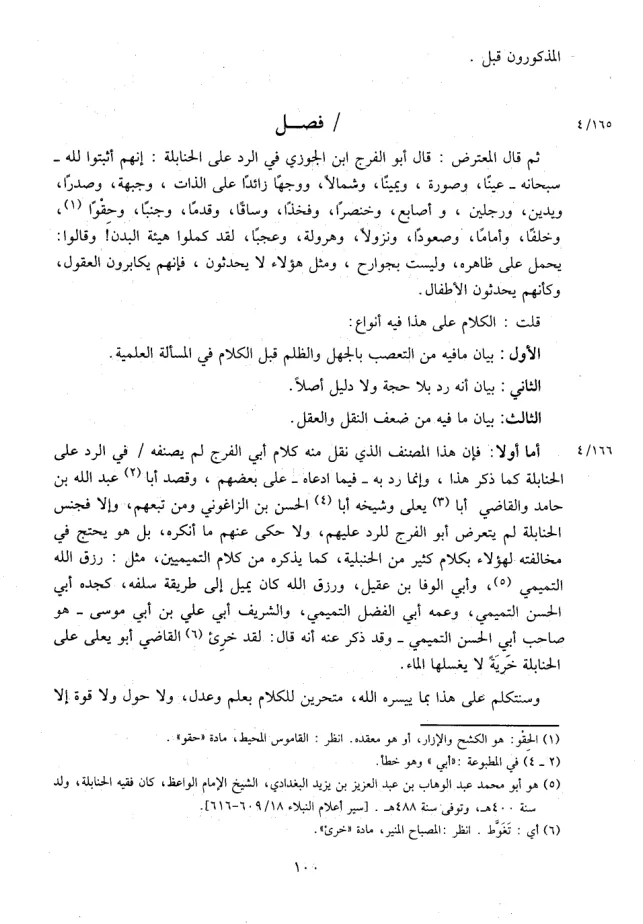 المذكورون قبل .
٤/١٦٥
/ فصـــل
ثم قال المعترض : قال أبو الفرج ابن الجوزي في الرد على الحنابلة : إنهم أثبتوا لله ـ
سبحانه ـ عينًا، وصورة ، ويمينًا، وشمالاً، ووجهًا زائدًا على الذات ، وجبهة، وصدرًا،
ويدين، ورجلين ، و أصابع، وخنصرًا، وفخذًا، وساقًا، وقدمًا، وجنبًا، وحِقْوًا (١)،
وخلفًا، وأمامًا، وصعودًا، ونزولاً، وهرولة، وعجبًا، لقد كملوا هيئة البدن! وقالوا:
يحمل على ظاهره، وليست بجوارح ، ومثل هؤلاء لا يحدثون ، فإنهم يكابرون العقول،
وكأنهم يحدثون الأطفال.
قلت : الكلام على هذا فيه أنواع:
الأول : بيان مافيه من التعصب بالجهل والظلم قبل الكلام في المسألة العلمية.
الثاني : بيان أنه رد بلا حجة ولا دليل أصلاً.
الثالث: بيان ما فيه من ضعف النقل والعقل.
٤/١٦٦
أما أولا: فإن هذا المصنف الذي نقل منه كلام أبي الفرج لم يصنفه / في الرد على
الحنابلة كما ذكر هذا ، وإنما رد به ـ فيما ادعاه ـ على بعضهم ، وقصد أبا (٢) عبد الله بن
حامد والقاضي أبا (٣) يعلى وشيخه أبا (٤) الحسن بن الزاغوني ومن تبعهم، وإلا فجنس
الحنابلة لم يتعرض أبو الفرج للرد عليهم، ولا حكى عنهم ما أنكره، بل هو يحتج في
مخالفته لهؤلاء بكلام كثير من الحنبلية، كما يذكره من كلام التميميين، مثل : رزق الله
التميمي (٥)، وأبي الوفا بن عقيل، ورزق الله كان يميل إلى طريقة سلفه، كجده أبي
الحسن التميمي، وعمه أبي الفضل التميمي، والشريف أبي علي بن أبي موسى ـ هو
صاحب أبي الحسن التميمي ـ وقد ذكر عنه أنه قال: لقد خرِئ (٦) القاضي أبو يعلى على
الحنابلة خَريَةً لا يغسلها الماء.
وسنتكلم على هذا بما ييسره الله، متحرين للكلام بعلم وعدل، ولا حول ولا قوة إلا
(١) الحِقْو: هو الكشح والإزار، أو هو معقده. انظر : القاموس المحيط، مادة «حقو» .
(٢ ـ ٤) في المطبوعة :«أبي » وهو خطأ.
(٥) هو أبو محمد عبد الوهاب بن عبد العزيز بن يزيد البغدادي، الشيخ الإمام الواعظ، كان فقيه الحنابلة، ولد
سنة ٤٠٠هـ، وتوفى سنة ٤٨٨هـ . [سير أعلام النبلاء ١٨/ ٦٠٩-٦١٦].
(٦) أي : تَغَوَّط . انظر :المصباح المنير، مادة «خرئ».
١٠٠